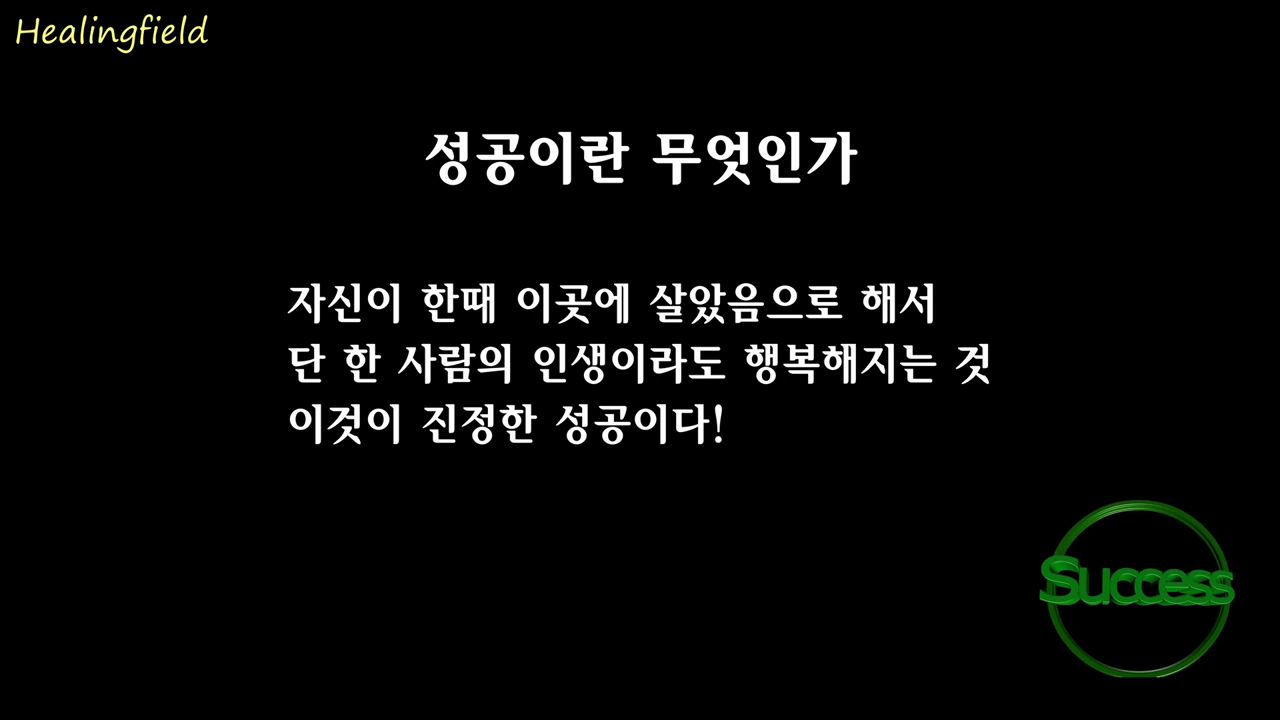 Healingfield
성공이란 무엇인가
자신이 한때 이곳에 살았음으로 해서
단 한 사람의 인생이라도 행복해지는 것
이것이 진정한 성공이다!
Success